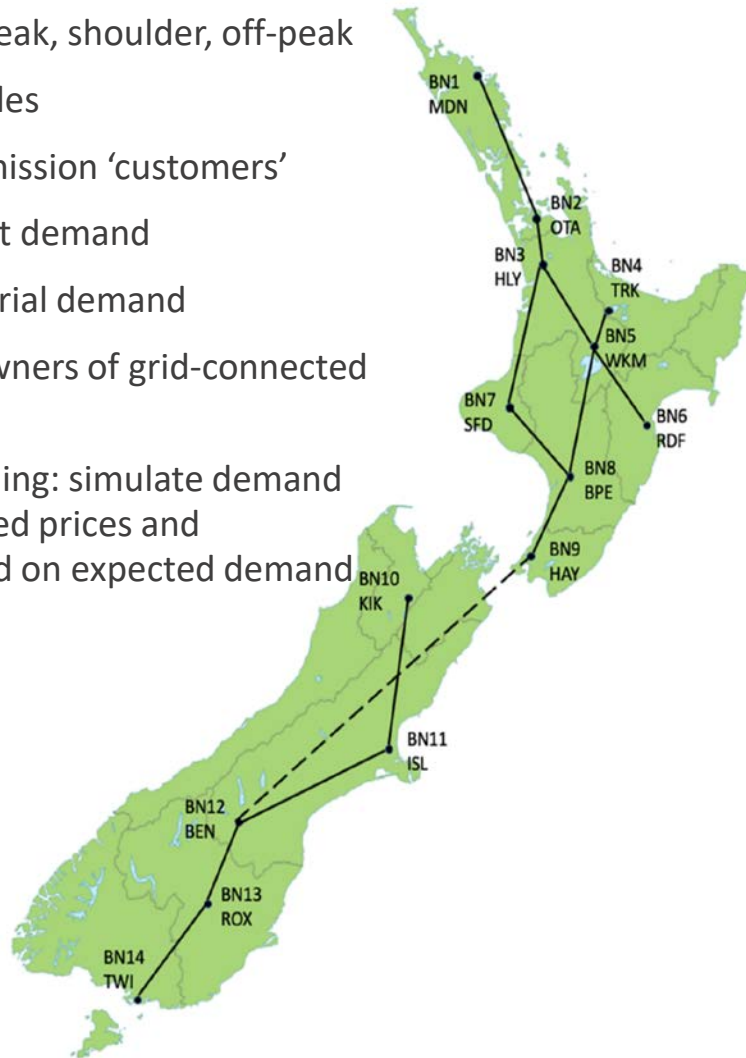 eak, shoulder, off-peak
les
nission ‘customers’
t demand
rial demand
wners of grid-connected
ing: simulate demand
ed prices and
d on expected demand
BN1
MDN
BN2
OTA
BN3
HLY
BN4
TRK
BN5
WKM
BN7
SFD
BN6
RDF
BN8
BPE
BN9
HAY
BN10
KIK
BN11
ISL
BN12
BEN
BN13
ROX
BN14
TWI